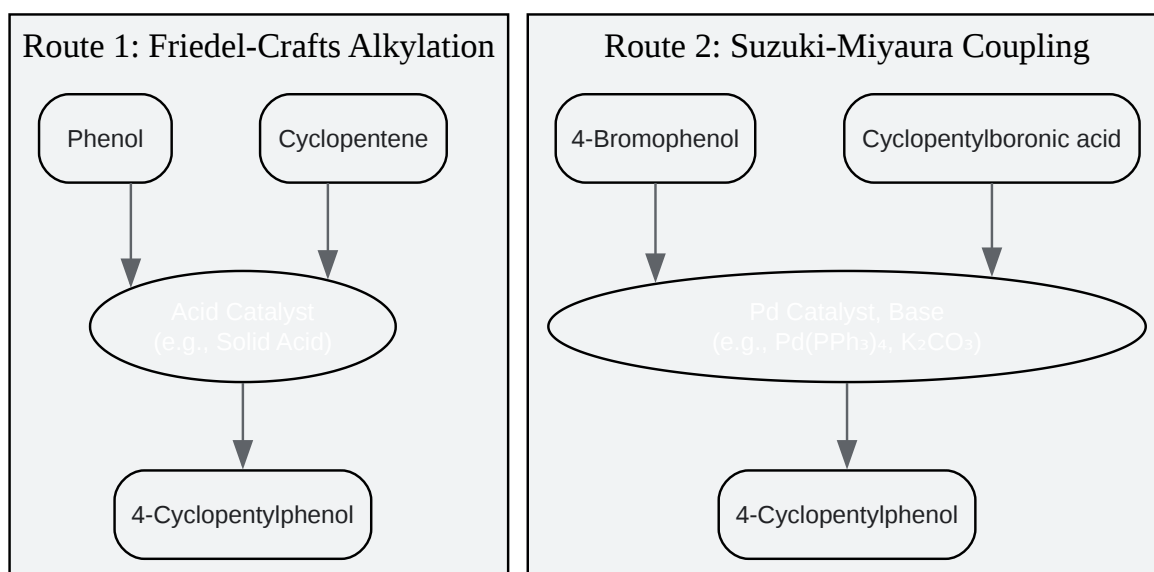 Route 1: Friedel-Crafts Alkylation
Phenol
Cyclopentene
Acid Catalyst
(e.g., Solid Acid)
4-Cyclopentylphenol
Route 2: Suzuki-Miyaura Coupling
4-Bromophenol
Cyclopentylboronic acid
Pd Catalyst, Base
(e.g., Pd(PPh₃)₄, K₂CO₃)
4-Cyclopentylphenol